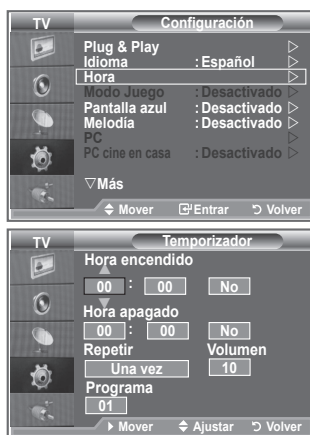 TV Configuración
Plug & Play
Idioma : Español
Hora
Modo Juego : Desactivado
Pantalla azul : Desactivado
Melodía : Desactivado
PC
PC cine en casa : Desactivado
Más
Mover Entrar Volver
TV Temporizador
Hora encendido
00 : 00 No
Hora apagado
00 : 00 No
Repetir Volumen
Una vez 10
Programa
01
Mover Ajustar Volver